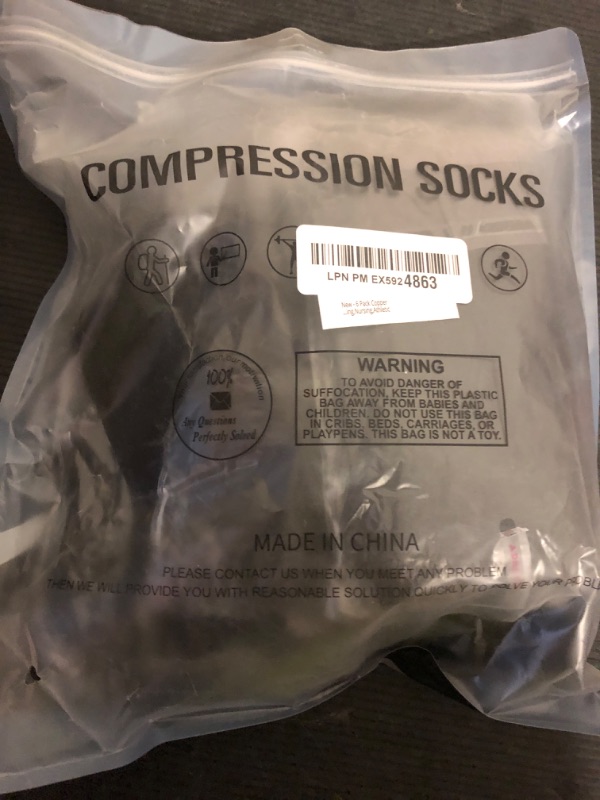 COMPRESSION SOCKS
LPN PM EX5924863
New - 6 Pack Copper
Long Nursing Athletic
100%
Any Questions
Perfectly Solved
WARNING
TO AVOID DANGER OF
SUFFOCATION, KEEP THIS PLASTIC
BAG AWAY FROM BABIES AND
CHILDREN. DO NOT USE THIS BAG
IN CRIBS, BEDS, CARRIAGES, OR
PLAYPENS. THIS BAG IS NOT A TOY.
MADE IN CHINA
PLEASE CONTACT US WHEN YOU MEET ANY PROBLEM
THEN WE WILL PROVIDE YOU WITH REASONABLE SOLUTION QUICKLY TO SOLVE YOUR